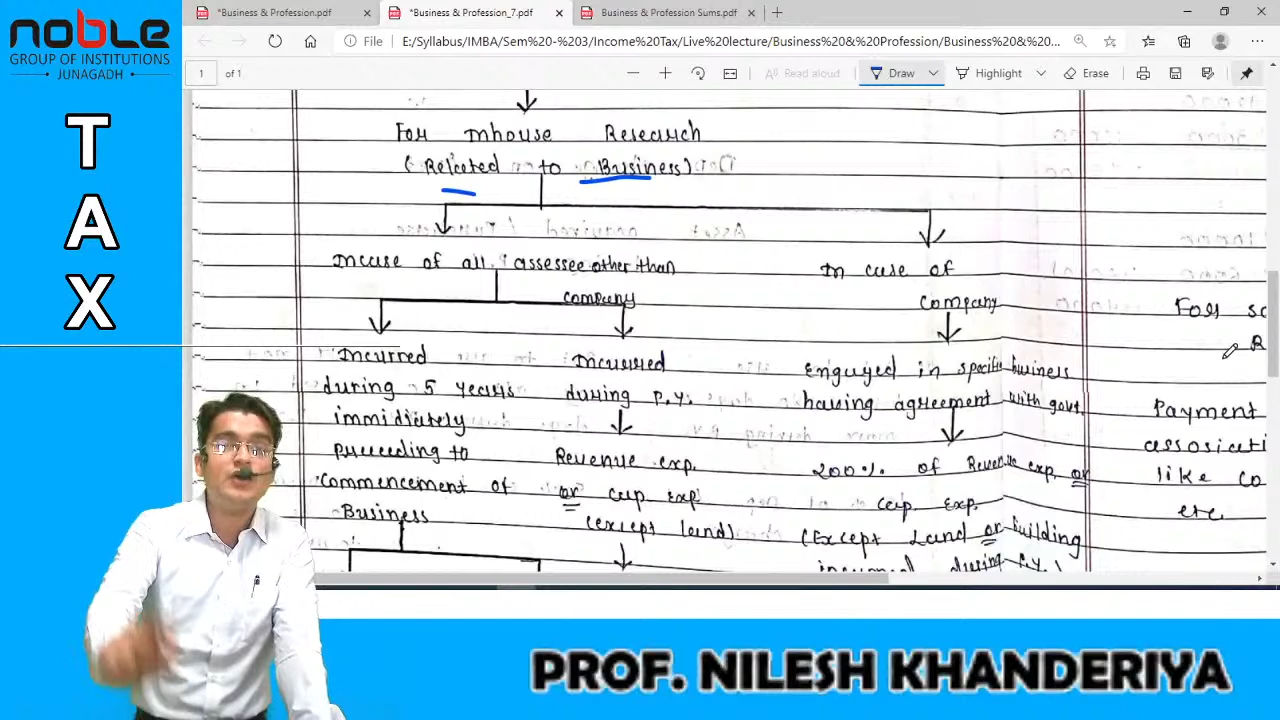 noble
GROUP OF INSTITUTIONS
JUNAGADH
TAX
*Business & Profession.pdf
*Business & Profession_7.pdf
Business & Profession Sums.pdf
File
E:/Syllabus/IMBA/Sem%20-%203/Income%20Tax/Live%20lecture/Business%20&%20Profession/Business%20&%20...
1 of 1
Read aloud
Draw
Highlight
Erase
For Inhouse Research
(Related to Business)
Incase of all assessee other than
company
In case of
Company
Incurred
during 5 years
immidiately
preceeding to
Commencement of
Business
Incurred
during P.Y.
Revenue exp.
or cap Exp
(except land)
Engaged in specific business
having agreement with govt.
200% of Revenue exp. or
cap. Exp.
(Except Land or building
incurred during P.Y.)
For
Payment
like
etc.
PROF. NILESH KHANDERIYA